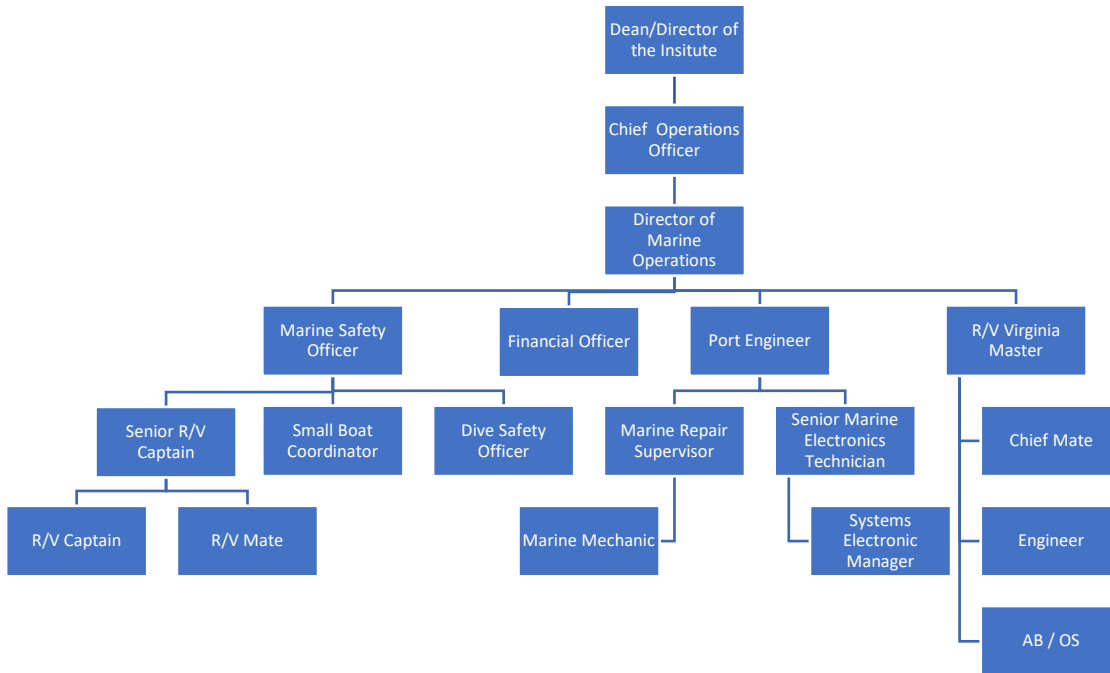 Dean/Director of
the Insitute
Chief Operations
Officer
Director of
Marine
Operations
Marine Safety
Officer
Financial Officer
Port Engineer
R/V Virginia
Master
Senior R/V
Captain
Small Boat
Coordinator
Dive Safety
Officer
Marine Repair
Supervisor
Senior Marine
Electronics
Technician
Chief Mate
R/V Captain
R/V Mate
Marine Mechanic
Systems
Electronic
Manager
Engineer
AB / OS